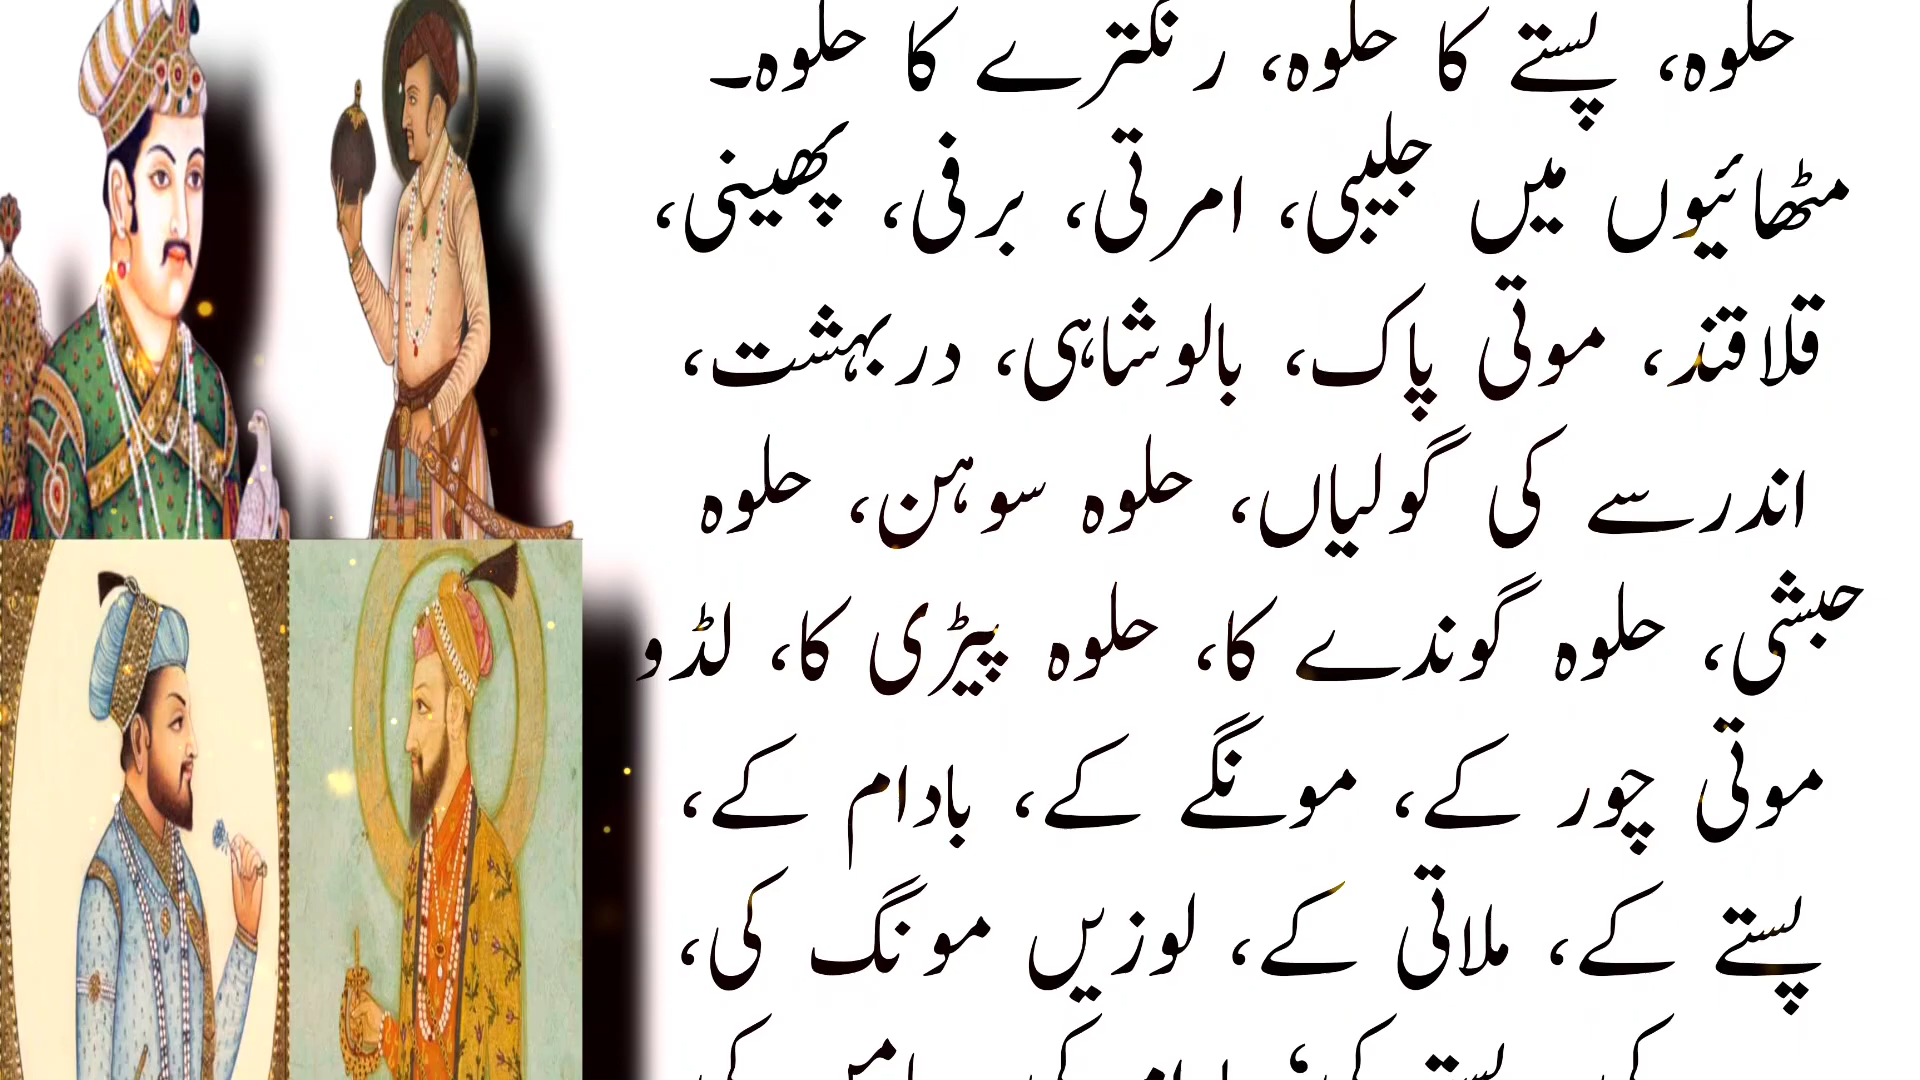 حلوہ، پستے کا حلوہ، رنگترے کا حلوہ۔
مٹھائیوں میں جلیبی، امرتی، برفی، پھینی،
قلاقند، موتی پاک، بالوشاہی، دربہشت،
اندرسے کی گولیاں، حلوہ سوہن، حلوہ
حبشی، حلوہ گوندے کا، حلوہ پیڑی کا، لڈو
موتی چور کے، مونگے کے، بادام کے،
پستے کے، ملاتی کے، لوزیں مونگ کی،